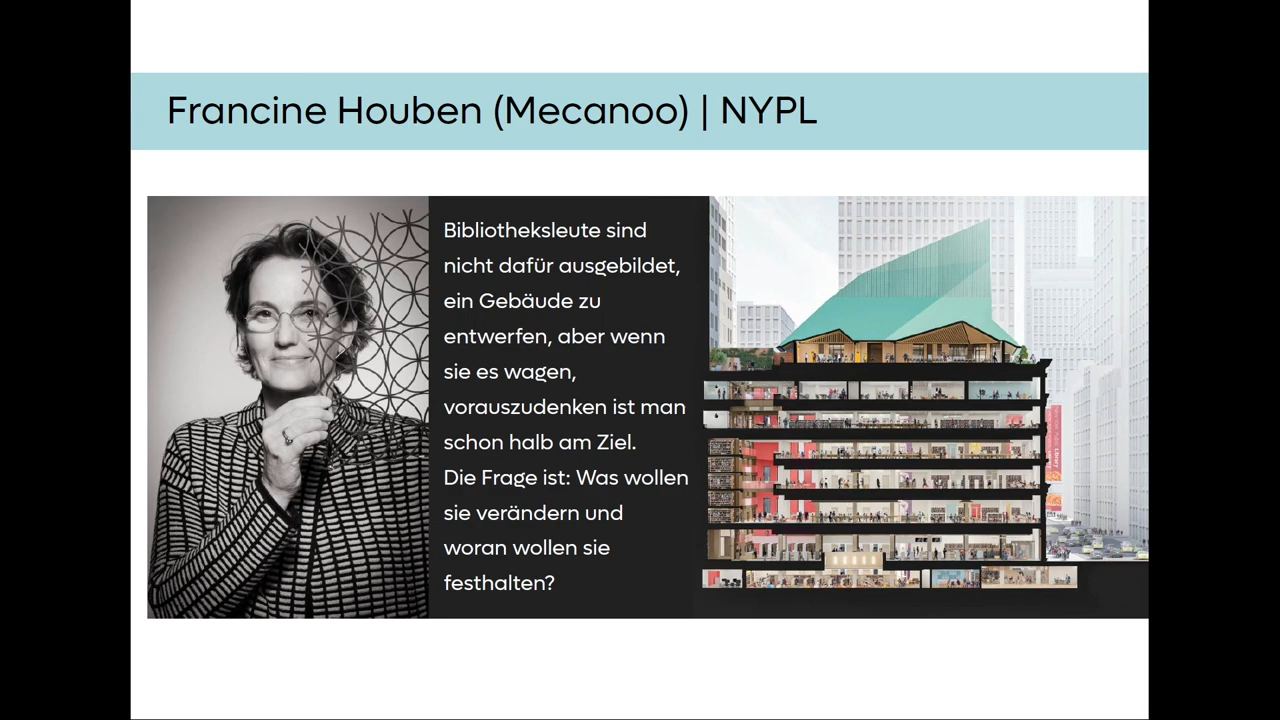 Francine Houben (Mecanoo) | NYPL
Bibliotheksleute sind
nicht dafür ausgebildet,
ein Gebäude zu
entwerfen, aber wenn
sie es wagen,
vorauszudenken ist man
schon halb am Ziel.
Die Frage ist: Was wollen
sie verändern und
woran wollen sie
festhalten?